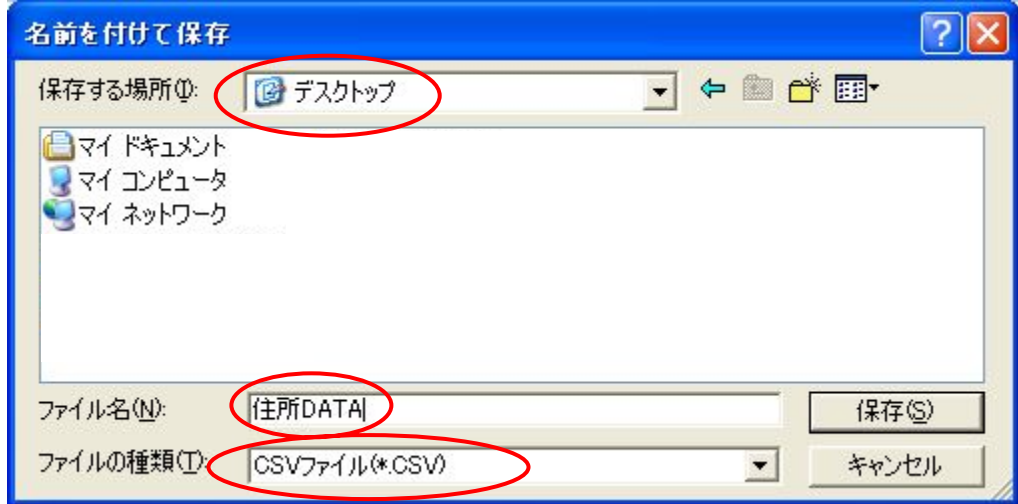 名前を付けて保存
保存する場所(I): デスクトップ
マイ ドキュメント
マイ コンピュータ
マイ ネットワーク
ファイル名(N): 住所DATA 保存(S)
ファイルの種類(T): CSVファイル(*.CSV) キャンセル